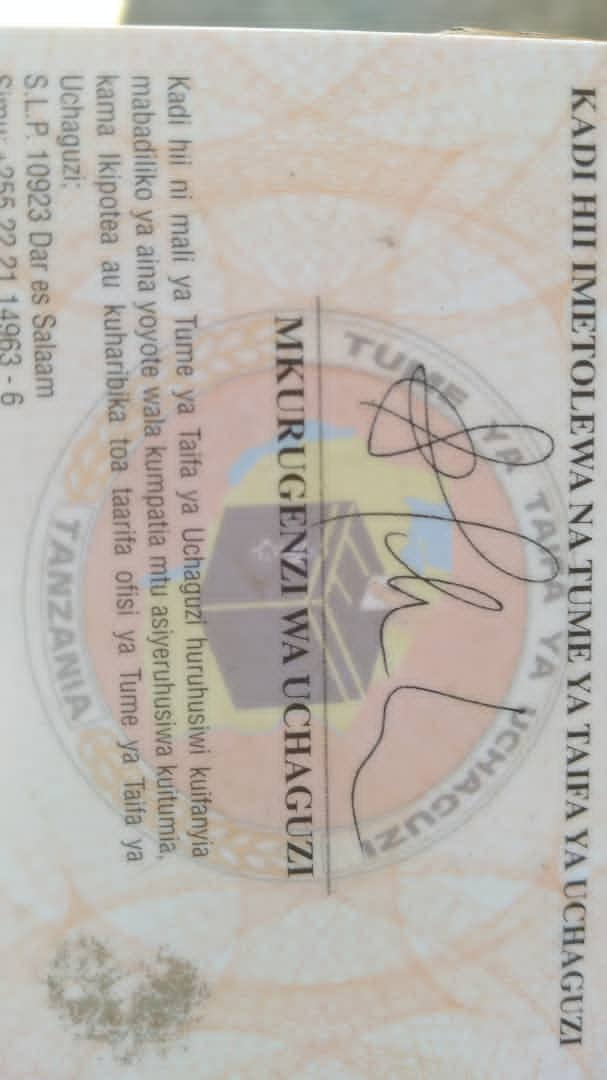 KADI HII IMETOLEWA NA TUME YA TAIFA YA UCHAGUZI
TUME YA TAIFA YA UCHAGUZI
MKURUGENZI WA UCHAGUZI
Kadi hii ni mali ya Tume ya Taifa ya Uchaguzi huruhusiwi kuifanyia
mabadiliko ya aina yoyote wala kumpatia mtu asiyeruhusiwa kuitumia,
kama Ikipotea au kuharibika toa taarifa ofisi ya Tume ya Taifa ya
Uchaguzi;
S.L.P. 10923 Dar es Salaam
Simu: +255 22 21 14963 - 6
TANZANIA